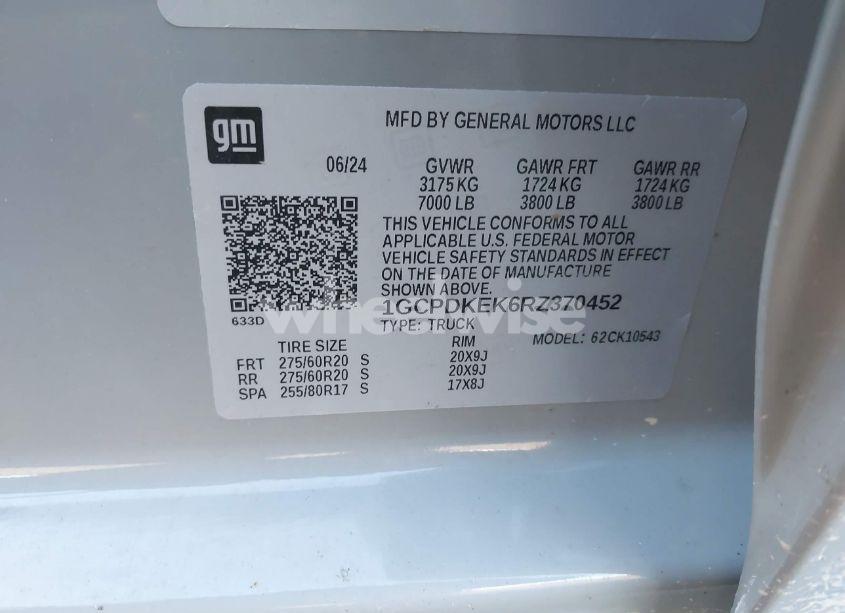 gm
MFD BY GENERAL MOTORS LLC
06/24 GVWR GAWR FRT GAWR RR
3175 KG 1724 KG 1724 KG
7000 LB 3800 LB 3800 LB
THIS VEHICLE CONFORMS TO ALL
APPLICABLE U.S. FEDERAL MOTOR
VEHICLE SAFETY STANDARDS IN EFFECT
ON THE DATE OF MANUFACTURE
SHOWN ABOVE.
1GCPDKEK6RZ370452
633D
TYPE: TRUCK
MODEL: 62CK10543
wheelwise
TIRE SIZE RIM
FRT 275/60R20 S 20X9J
RR 275/60R20 S 20X9J
SPA 255/80R17 S 17X8J